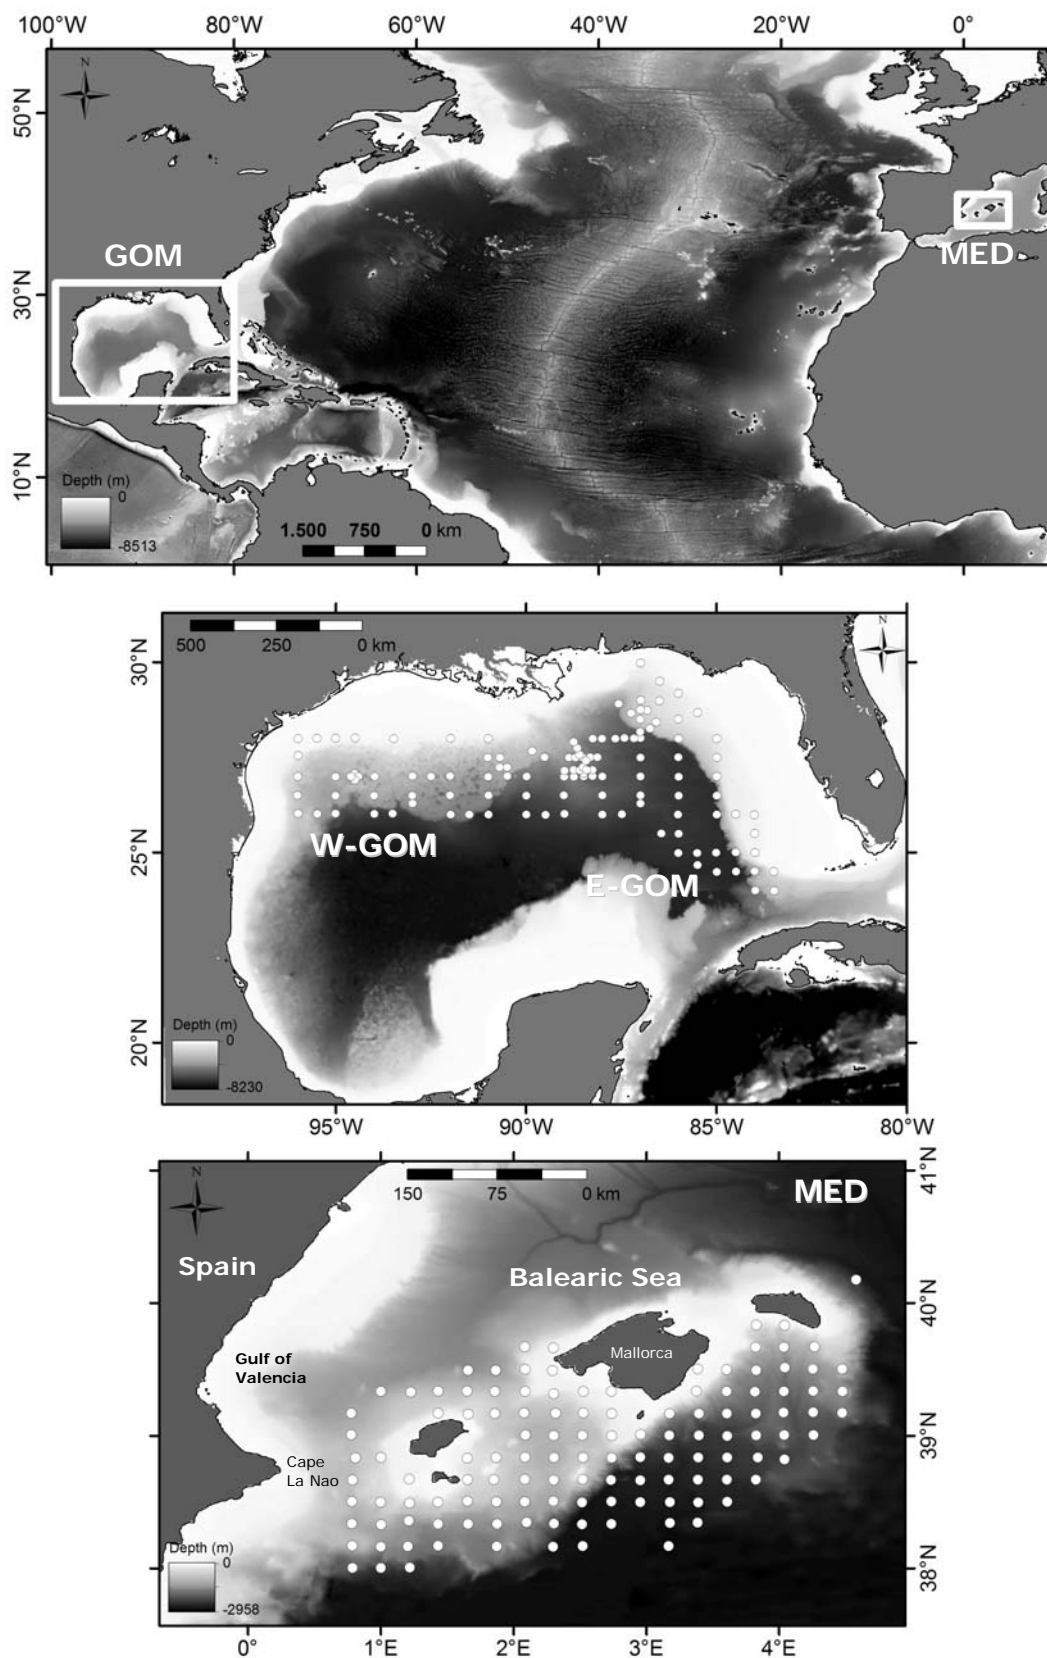 100°W 80°W 60°W 40°W 20°W 0°
N
50°N
30°N
10°N
GOM
MED
Depth (m)
0
-8513
1.500 750 0 km
500 250 0 km
N
30°N
25°N
20°N
W-GOM
E-GOM
Depth (m)
0
-8230
95°W 90°W 85°W 80°W
N
150 75 0 km
MED
41°N
40°N
39°N
38°N
Spain
Balearic Sea
Mallorca
Gulf of
Valencia
Cape
La Nao
Depth (m)
0
-2958
0° 1°E 2°E 3°E 4°E